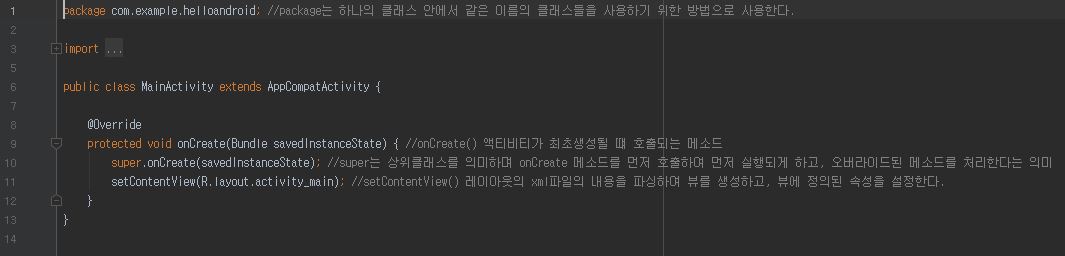 1 package com.example.helloandroid; //package는 하나의 클래스 안에서 같은 이름의 클래스들을 사용하기 위한 방법으로 사용한다.
2
3 import ...
5
6 public class MainActivity extends AppCompatActivity {
7
8 @Override
9 protected void onCreate(Bundle savedInstanceState) { //onCreate() 액티비티가 최초생성될 떄 호출되는 메소드
10 super.onCreate(savedInstanceState); //super는 상위클래스를 의미하며 onCreate 메소드를 먼저 호출하여 먼저 실행되게 하고, 오버라이드된 메소드를 처리한다는 의미
11 setContentView(R.layout.activity_main); //setContentView() 레이아웃의 xml파일의 내용을 파싱하여 뷰를 생성하고, 뷰에 정의된 속성을 설정한다.
12 }
13 }
14